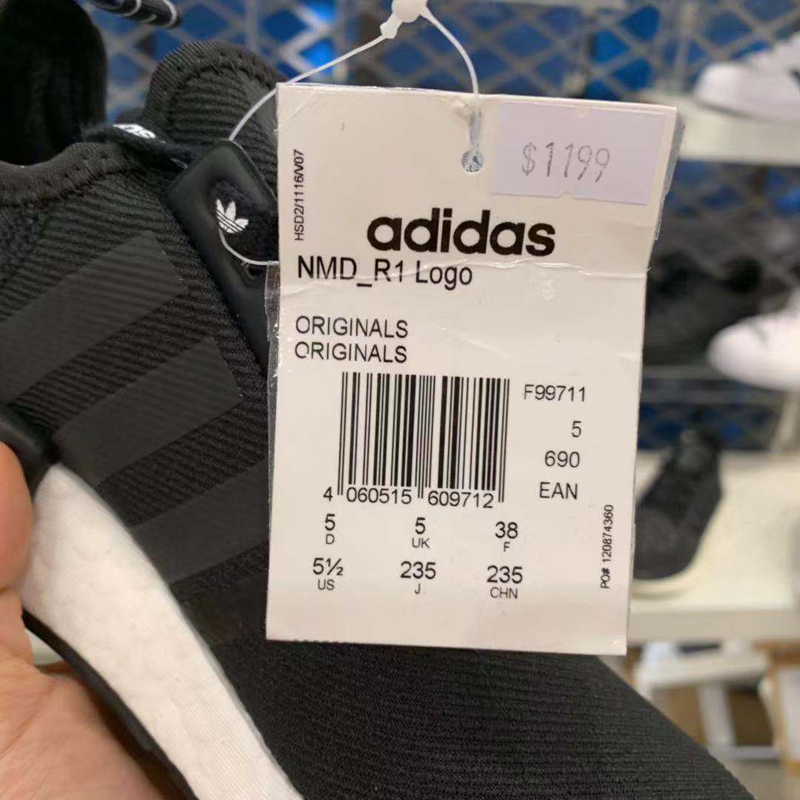 $1199
HSD2/1116/V07
adidas
NMD_R1 Logo
ORIGINALS
ORIGINALS
F99711
5
690
EAN
4 060515 609712
5 5 38
D UK F
5½ 235 235
US J CHN
PO# 120874360